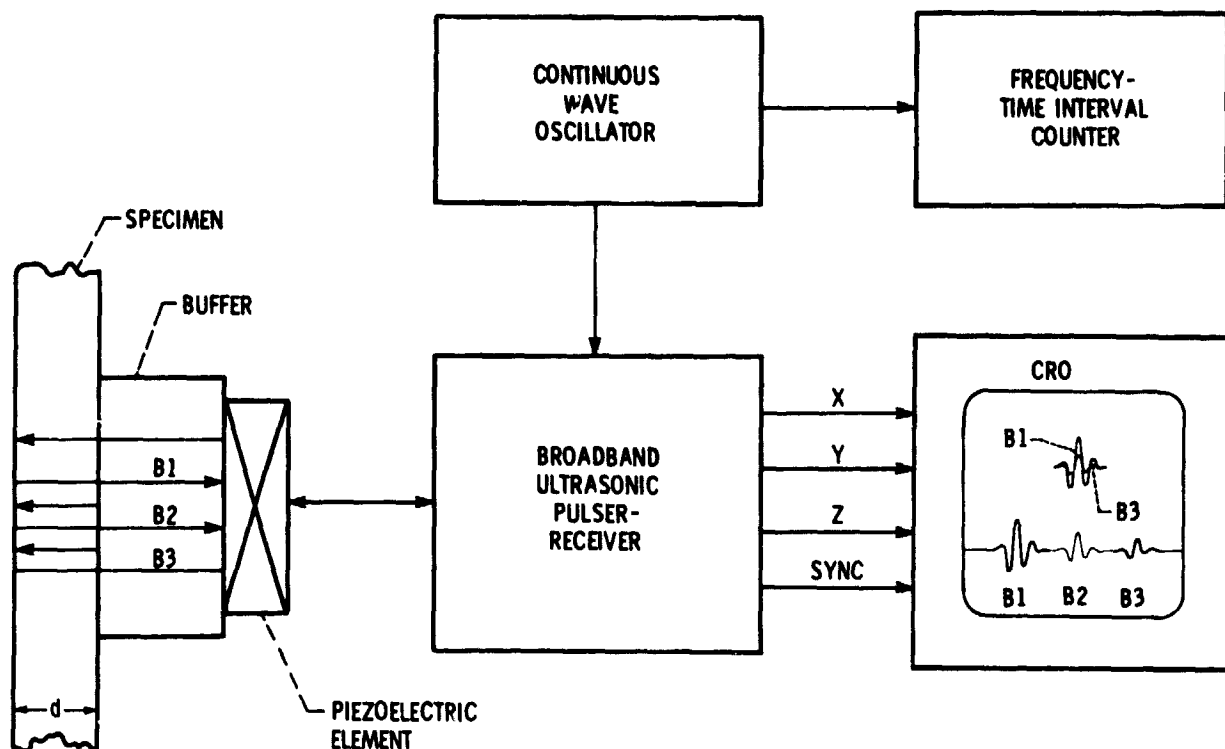 CONTINUOUS
WAVE
OSCILLATOR
FREQUENCY-
TIME INTERVAL
COUNTER
SPECIMEN
BUFFER
B1
B2
B3
d
PIEZOELECTRIC
ELEMENT
BROADBAND
ULTRASONIC
PULSER-
RECEIVER
X
Y
Z
SYNC
CRO
B1
B3
B1 B2 B3